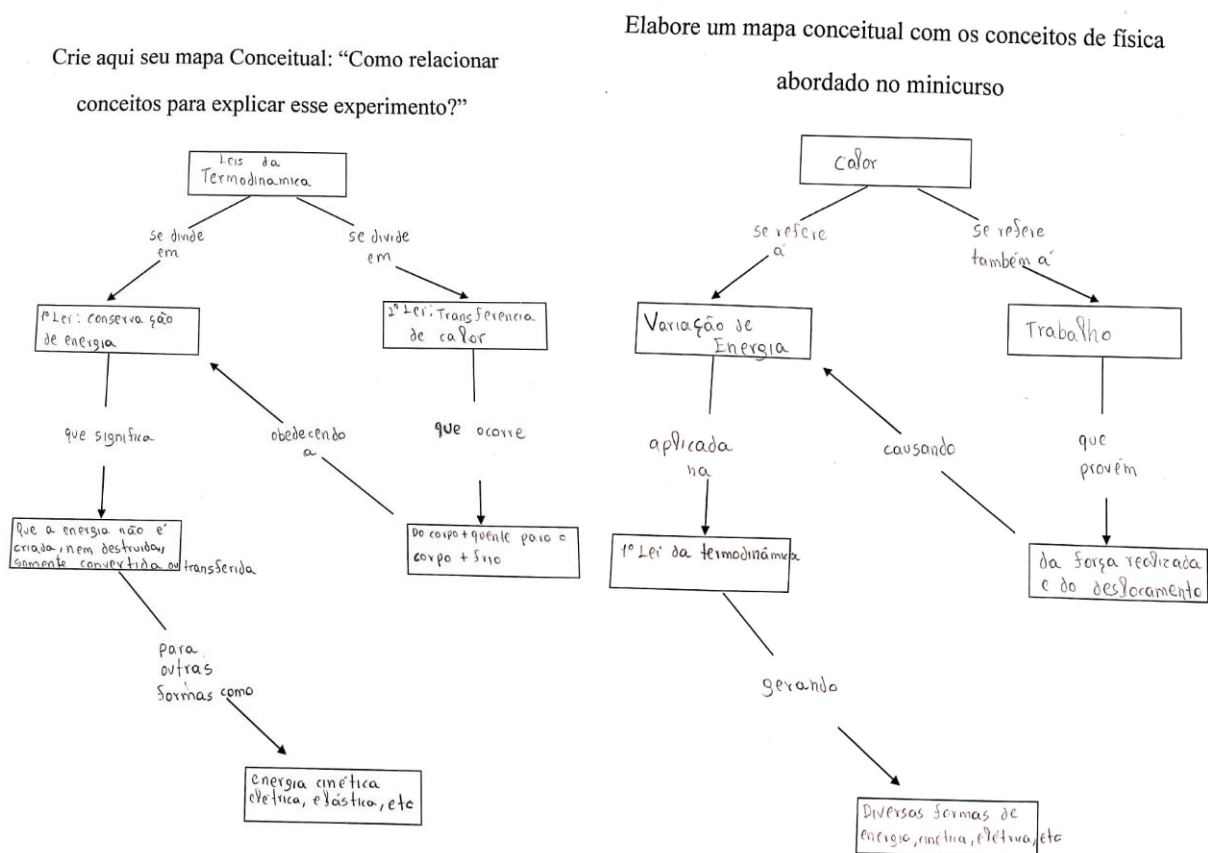 Crie aqui seu mapa Conceitual: “Como relacionar
conceitos para explicar esse experimento?”
Leis da
Termodinamica
se divide
em
se divide
em
1º Lei: conserva ção
de energia
2º Lei: Transferencia
de calor
que significa
obedecendo
a
que ocorre
Que a energia não é
criada, nem destruida,
somente convertida ou transferida
Do corpo + quente para o
corpo + frio
para
outras
formas como
energia cinética
elétrica, elástica, etc
Elabore um mapa conceitual com os conceitos de física
abordado no minicurso
Calor
se refere
á
se refere
também á
Variação de
Energia
Trabalho
aplicada
na
causando
que
provém
1º Lei da termodinâmica
da força realizada
e do deslocamento
gerando
Diversas formas de
energia, cinética, elétrica, etc